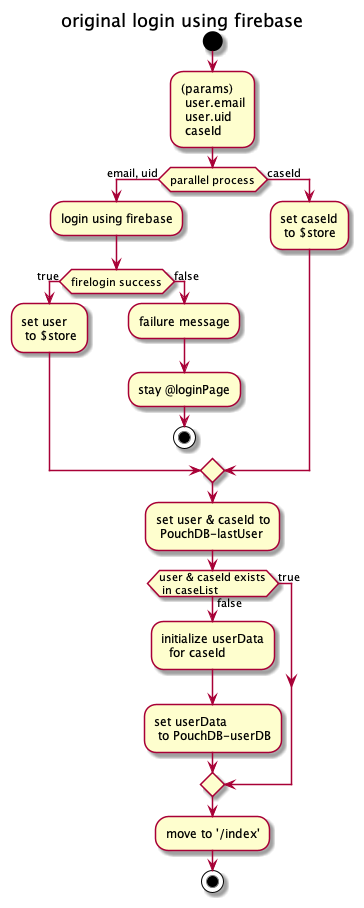 original login using firebase
(params)
user.email
user.uid
caseId
parallel process
email, uid
caseId
login using firebase
set caseId
to $store
firelogin success
true
false
set user
to $store
failure message
stay @loginPage
set user & caseId to
PouchDB-lastUser
user & caseId exists
in caseList
true
false
initialize userData
for caseId
set userData
to PouchDB-userDB
move to '/index'